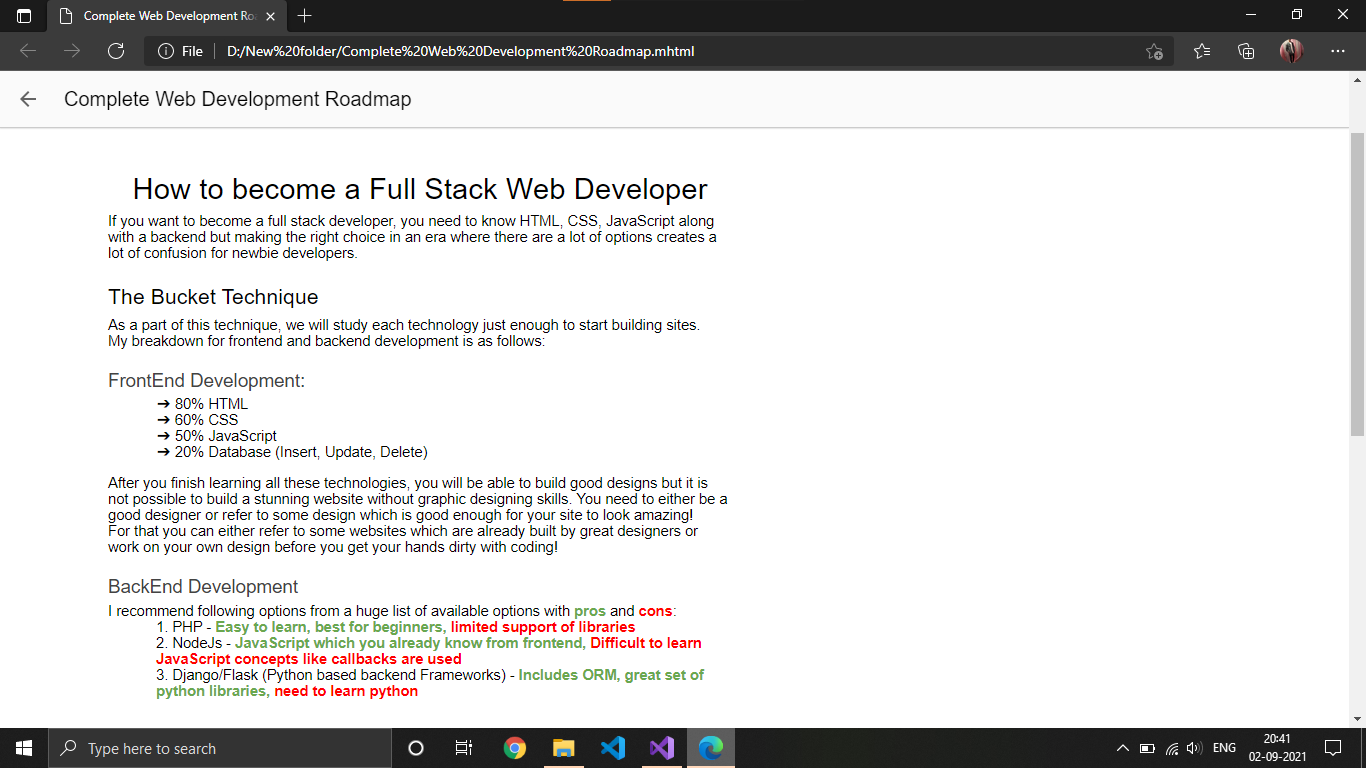 Complete Web Development Ro
File
D:/New%20folder/Complete%20Web%20Development%20Roadmap.mhtml
Complete Web Development Roadmap
How to become a Full Stack Web Developer
If you want to become a full stack developer, you need to know HTML, CSS, JavaScript along
with a backend but making the right choice in an era where there are a lot of options creates a
lot of confusion for newbie developers.
The Bucket Technique
As a part of this technique, we will study each technology just enough to start building sites.
My breakdown for frontend and backend development is as follows:
FrontEnd Development:
➔ 80% HTML
➔ 60% CSS
➔ 50% JavaScript
➔ 20% Database (Insert, Update, Delete)
After you finish learning all these technologies, you will be able to build good designs but it is
not possible to build a stunning website without graphic designing skills. You need to either be a
good designer or refer to some design which is good enough for your site to look amazing!
For that you can either refer to some websites which are already built by great designers or
work on your own design before you get your hands dirty with coding!
BackEnd Development
I recommend following options from a huge list of available options with pros and cons:
1. PHP - Easy to learn, best for beginners, limited support of libraries
2. NodeJs - JavaScript which you already know from frontend, Difficult to learn
JavaScript concepts like callbacks are used
3. Django/Flask (Python based backend Frameworks) - Includes ORM, great set of
python libraries, need to learn python
Type here to search
ENG
20:41
02-09-2021